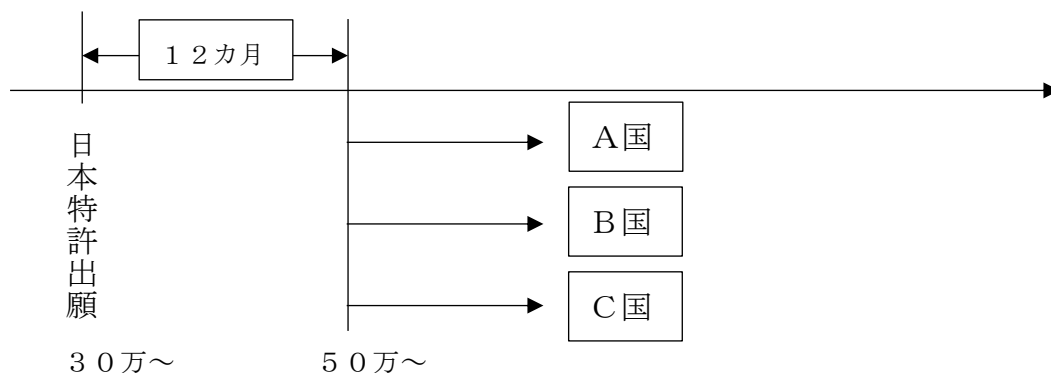 １２カ月
日本特許出願
Ａ国
Ｂ国
Ｃ国
３０万～
５０万～